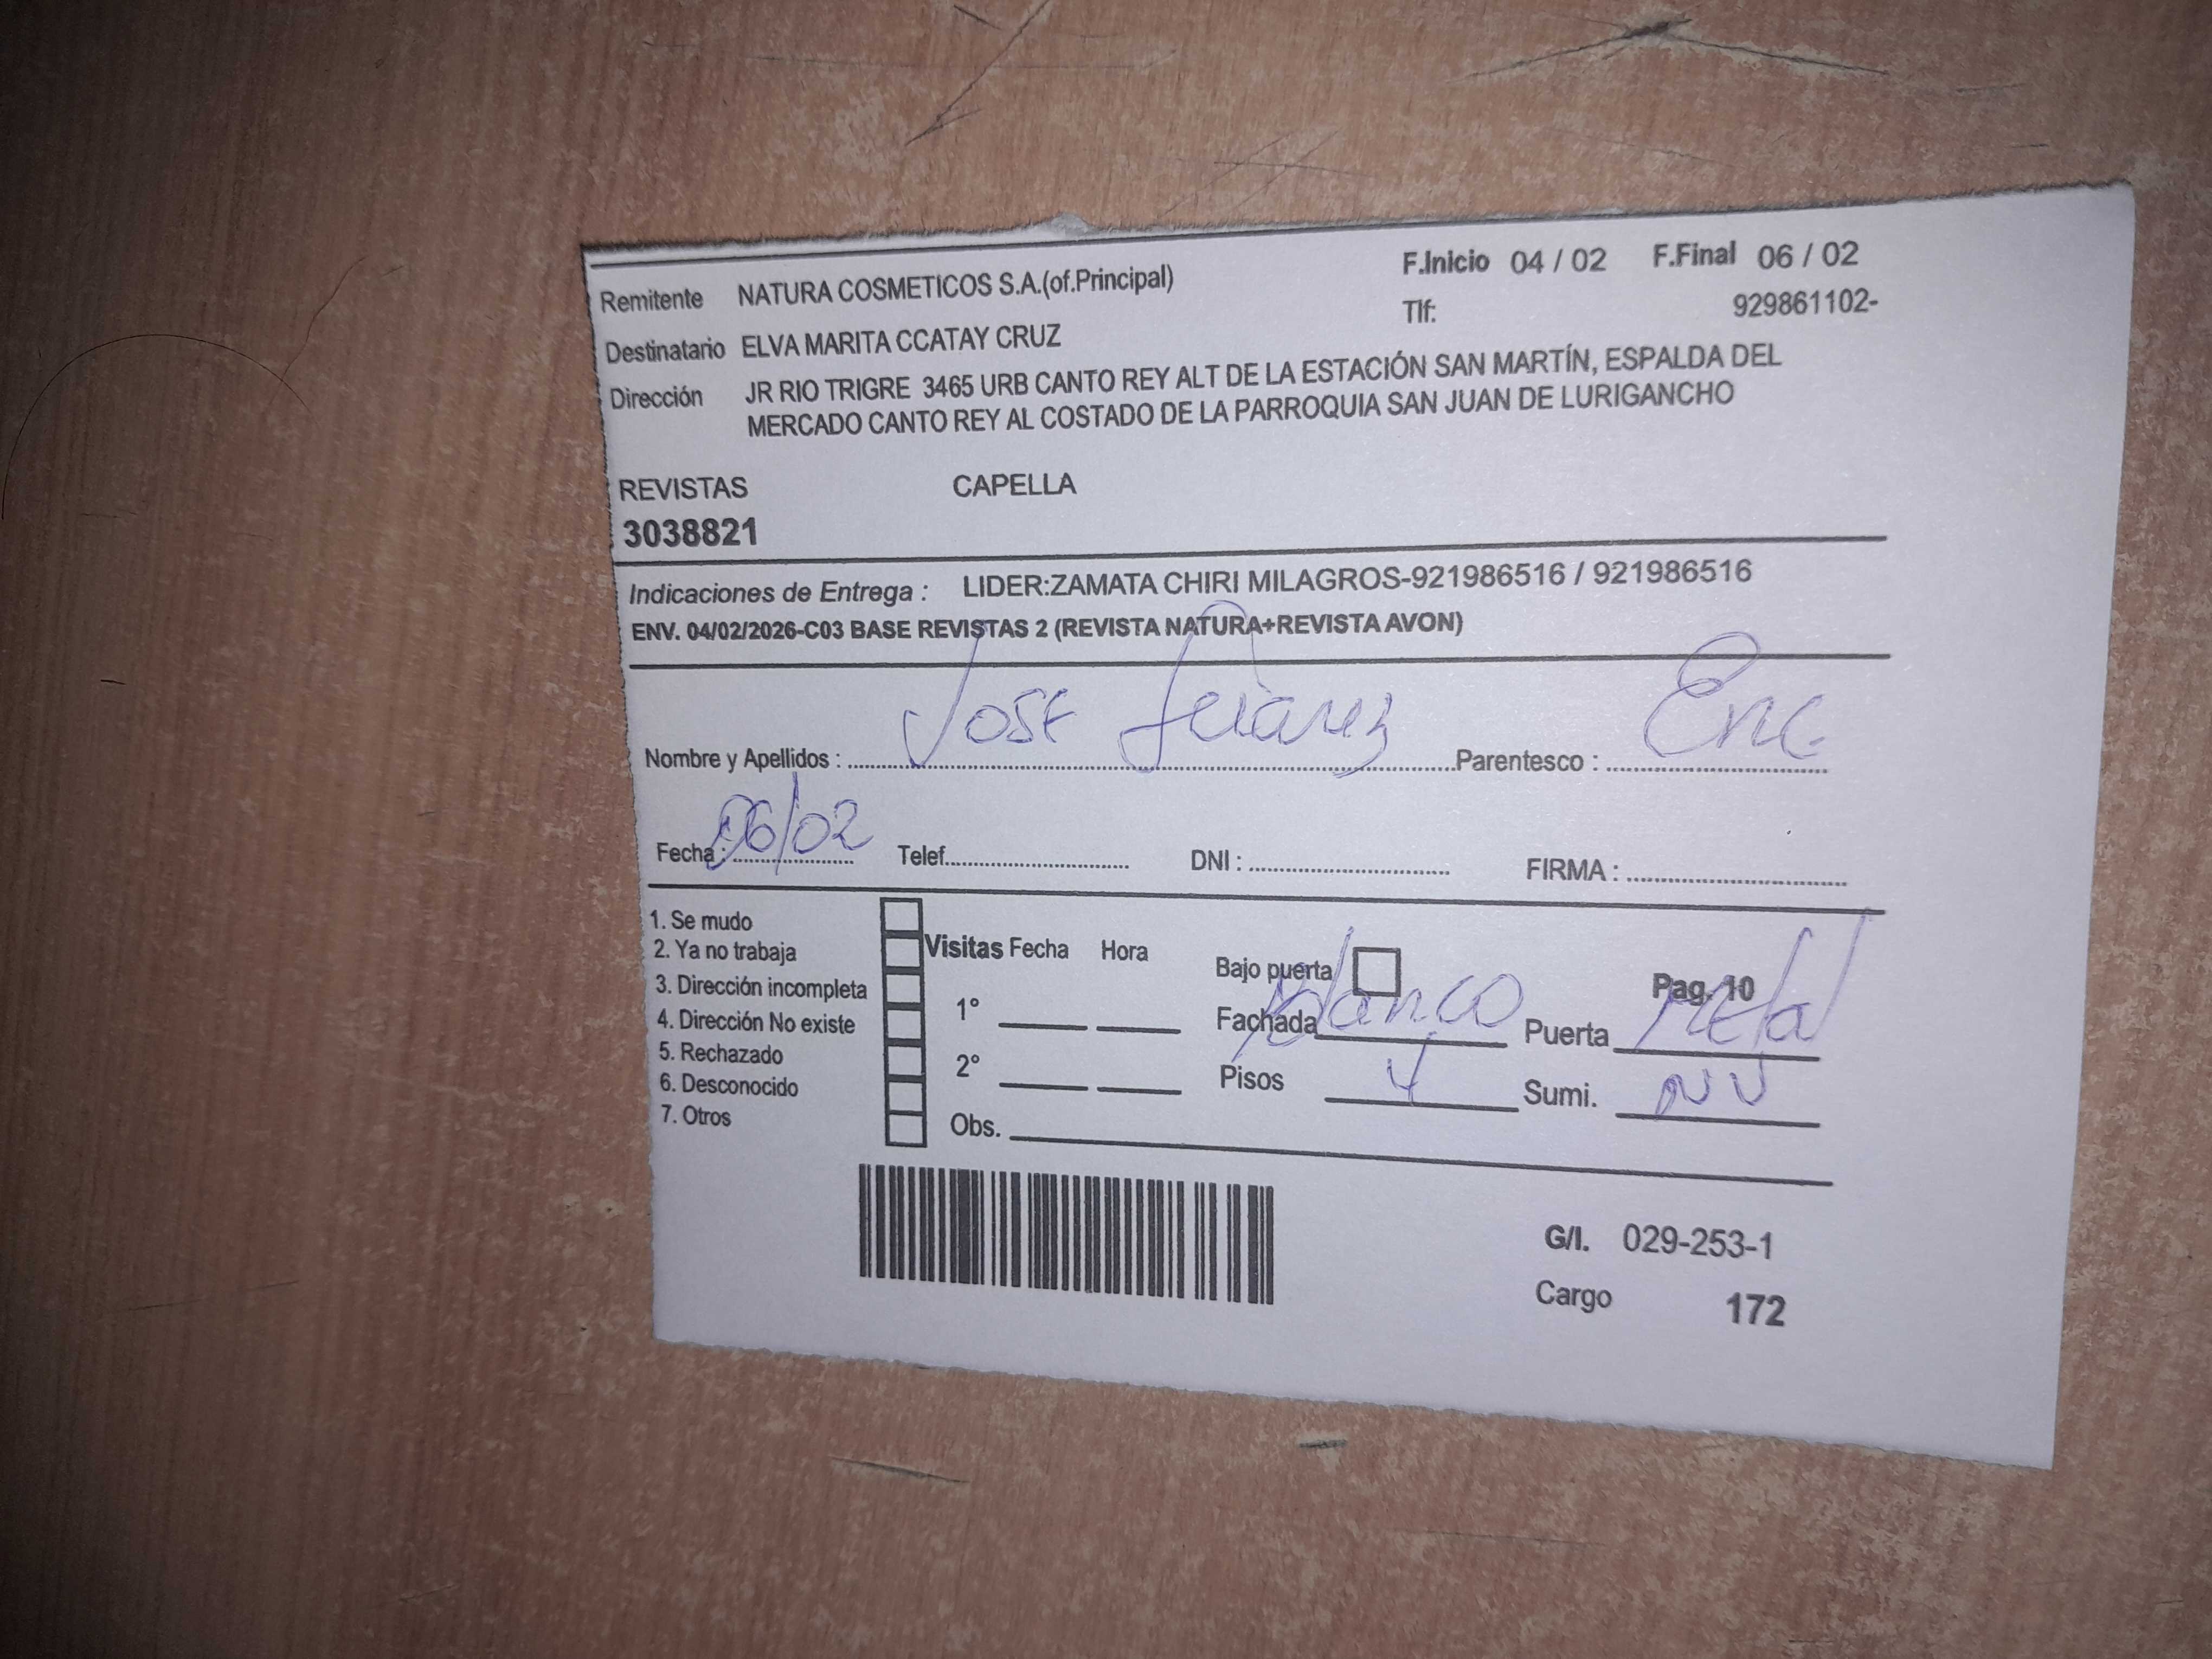 Remitente NATURA COSMETICOS S.A.(of.Principal) F.Inicio 04 / 02 F.Final 06 / 02
Tlf: 929861102-
Destinatario ELVA MARITA CCATAY CRUZ
Dirección JR RIO TRIGRE 3465 URB CANTO REY ALT DE LA ESTACIÓN SAN MARTÍN, ESPALDA DEL
MERCADO CANTO REY AL COSTADO DE LA PARROQUIA SAN JUAN DE LURIGANCHO
REVISTAS CAPELLA
3038821
Indicaciones de Entrega : LIDER:ZAMATA CHIRI MILAGROS-921986516 / 921986516
ENV. 04/02/2026-C03 BASE REVISTAS 2 (REVISTA NATURA+REVISTA AVON)
Nombre y Apellidos : José Juárez Parentesco : Enc
Fecha : 06/02 Telef. DNI : FIRMA :
1. Se mudo
2. Ya no trabaja Visitas Fecha Hora
3. Dirección incompleta Bajo puerta Pag. 10
4. Dirección No existe 1° Fachada blanco Puerta Metal
5. Rechazado
6. Desconocido 2° Pisos 4 Sumi. NV
7. Otros Obs.
G/I. 029-253-1
Cargo 172